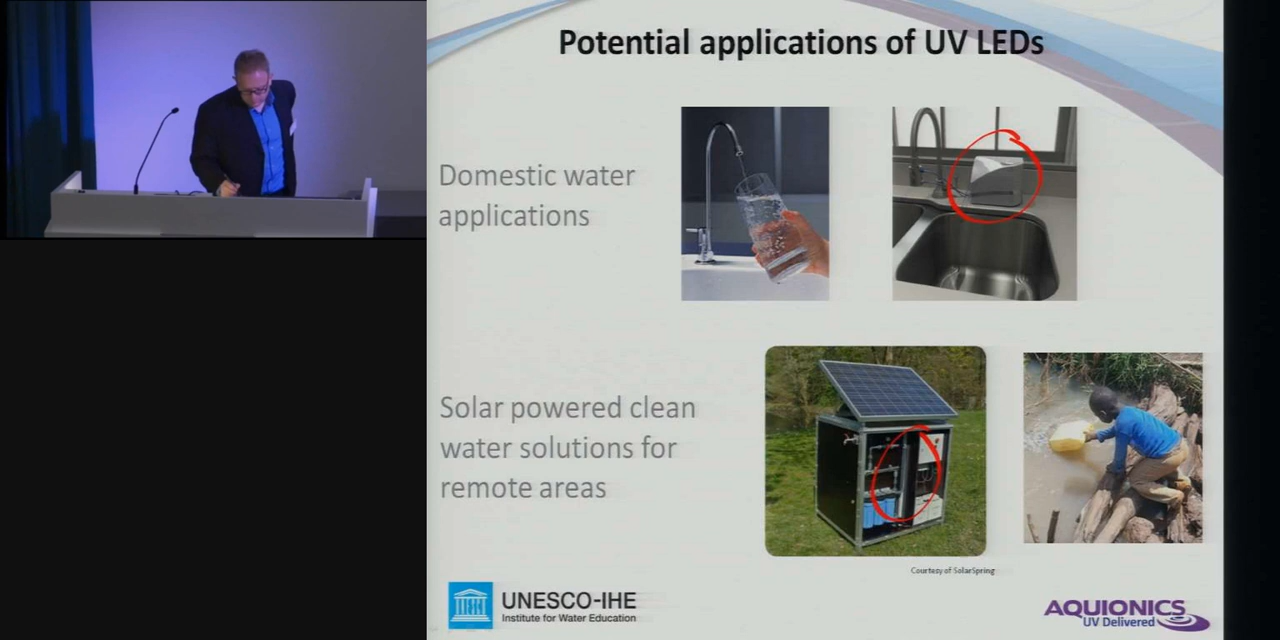 Potential applications of UV LEDs
Domestic water
applications
Solar powered clean
water solutions for
remote areas
Courtesy of SolarSpring
UNESCO-IHE
Institute for Water Education
AQUIONICS
UV Delivered